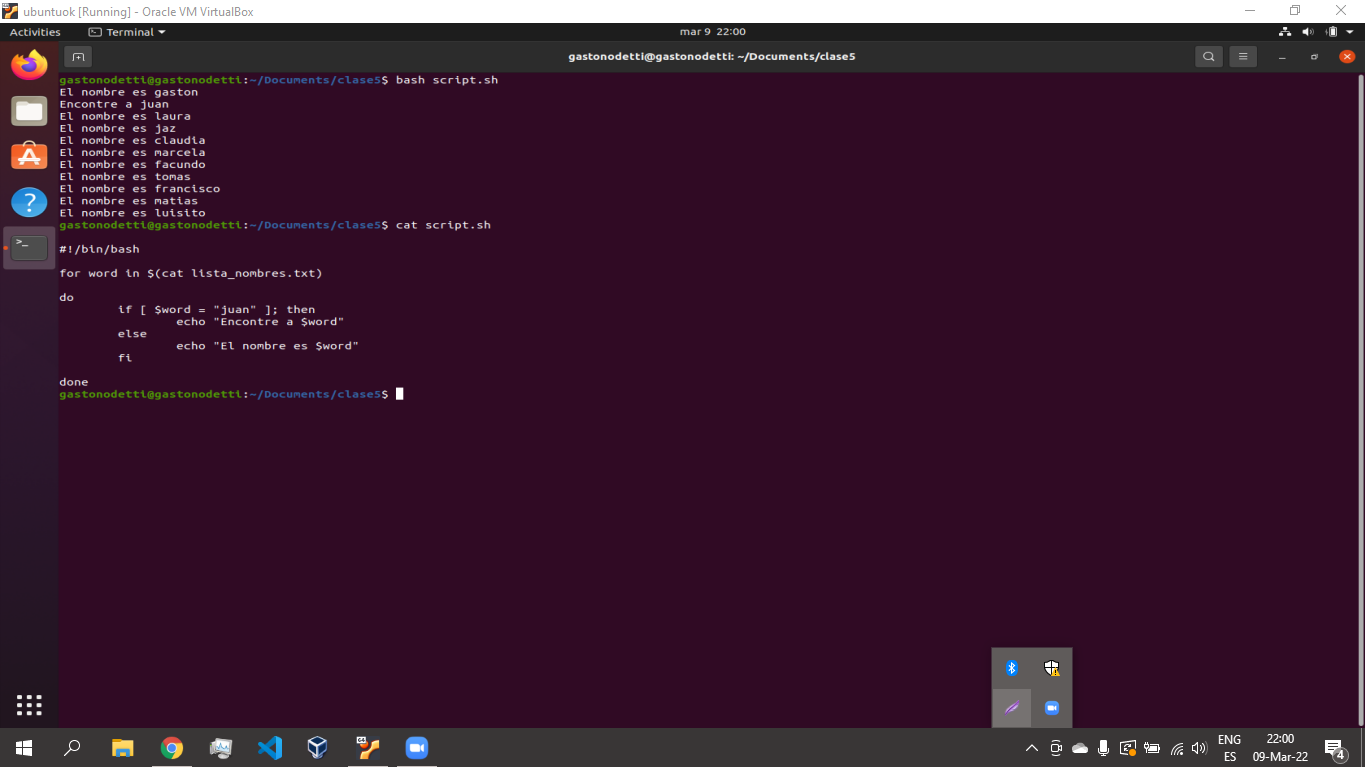 ubuntuok [Running] - Oracle VM VirtualBox
Activities Terminal mar 9 22:00
gastonodetti@gastonodetti: ~/Documents/clase5
gastonodetti@gastonodetti:~/Documents/clase5$ bash script.sh
El nombre es gaston
Encontre a juan
El nombre es laura
El nombre es jaz
El nombre es claudia
El nombre es marcela
El nombre es facundo
El nombre es tomas
El nombre es francisco
El nombre es matias
El nombre es luisito
gastonodetti@gastonodetti:~/Documents/clase5$ cat script.sh
#!/bin/bash
for word in $(cat lista_nombres.txt)
do
if [ $word = "juan" ]; then
echo "Encontre a $word"
else
echo "El nombre es $word"
fi
done
gastonodetti@gastonodetti:~/Documents/clase5$
ENG 22:00
ES 09-Mar-22 4